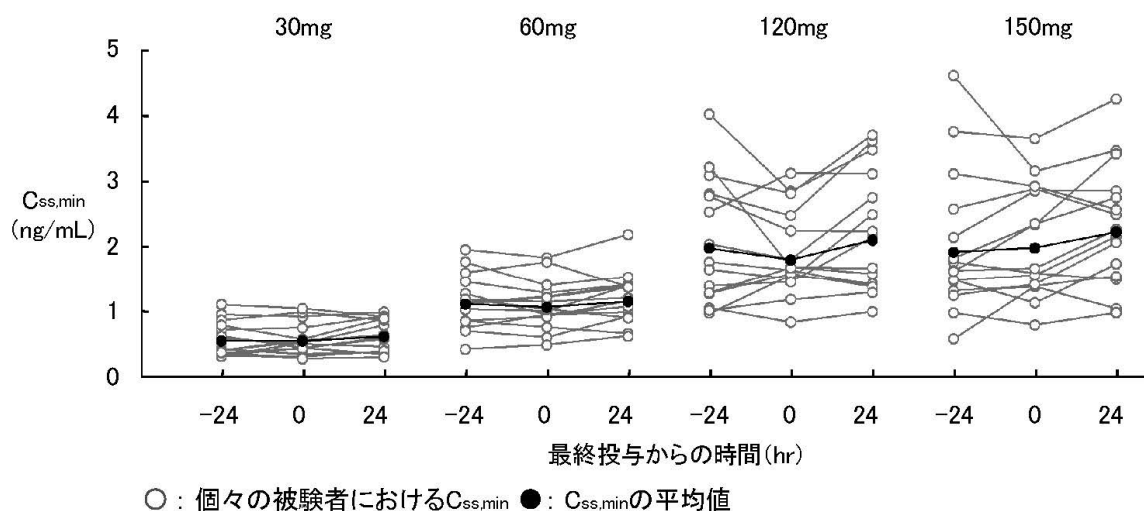 30mg 60mg 120mg 150mg
5
4
3
2
1
0
Css,min
(ng/mL)
-24 0 24 -24 0 24 -24 0 24 -24 0 24
最終投与からの時間(hr)
○ : 個々の被験者におけるCss,min ● : Css,minの平均値